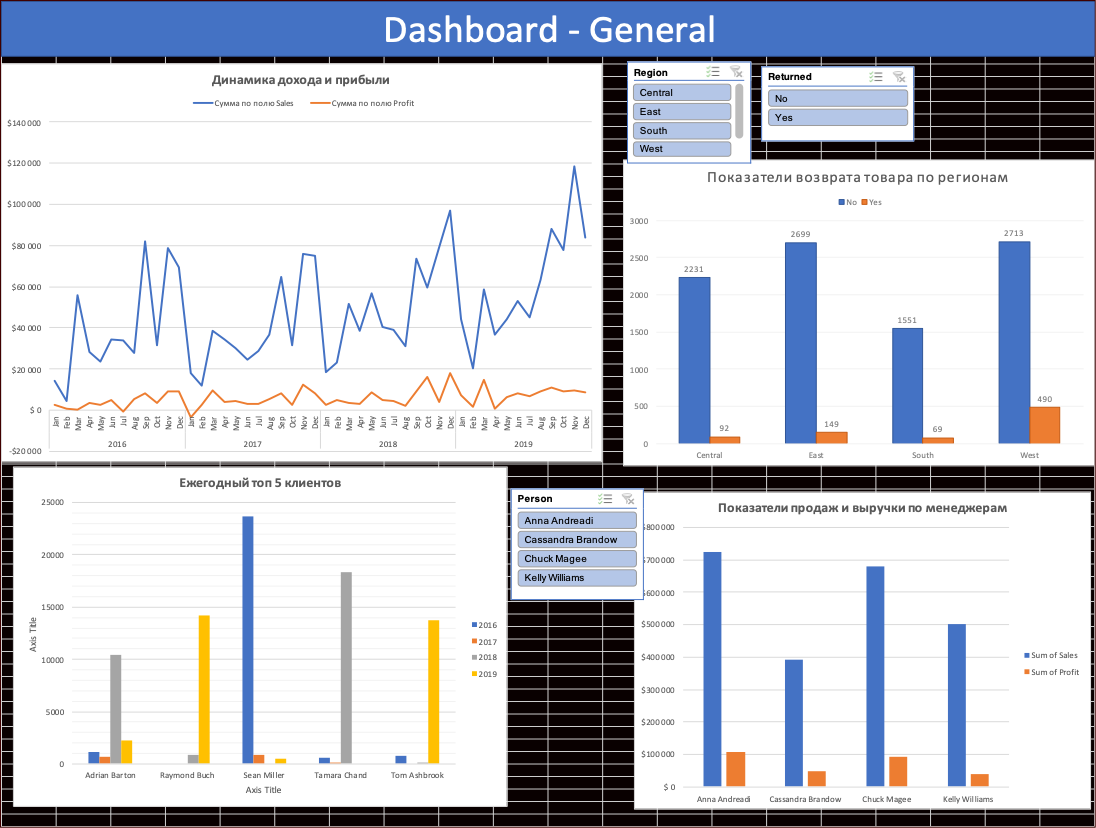 Dashboard - General
Динамика дохода и прибыли
Сумма по полю Sales Сумма по полю Profit
$140 000
$120 000
$100 000
$80 000
$60 000
$40 000
$20 000
$ 0
-$20 000
Jan Feb Mar Apr May Jun Jul Aug Sep Oct Nov Dec Jan Feb Mar Apr May Jun Jul Aug Sep Oct Nov Dec Jan Feb Mar Apr May Jun Jul Aug Sep Oct Nov Dec Jan Feb Mar Apr May Jun Jul Aug Sep Oct Nov Dec
2016 2017 2018 2019
Region
Central
East
South
West
Returned
No
Yes
Показатели возврата товара по регионам
No Yes
3000
2500
2000
1500
1000
500
0
2231 92 2699 149 1551 69 2713 490
Central East South West
Ежегодный топ 5 клиентов
25000
20000
15000
10000
5000
0
Axis Title
Adrian Barton Raymond Buch Sean Miller Tamara Chand Tom Ashbrook
Axis Title
2016
2017
2018
2019
Person
Anna Andreadi
Cassandra Brandow
Chuck Magee
Kelly Williams
Показатели продаж и выручки по менеджерам
$800 000
$700 000
$600 000
$500 000
$400 000
$300 000
$200 000
$100 000
$ 0
Anna Andreadi Cassandra Brandow Chuck Magee Kelly Williams
Sum of Sales
Sum of Profit